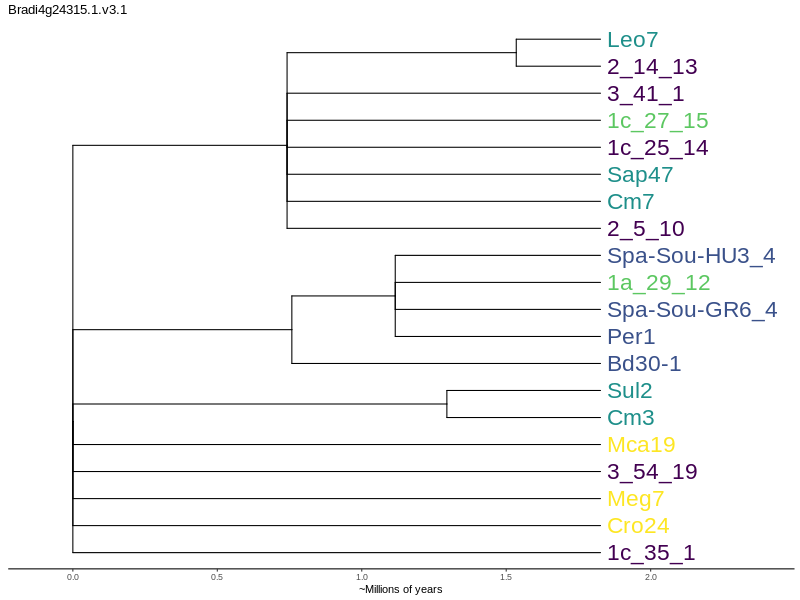 Bradi4g24315.1.v3.1
Leo7
2_14_13
3_41_1
1c_27_15
1c_25_14
Sap47
Cm7
2_5_10
Spa-Sou-HU3_4
1a_29_12
Spa-Sou-GR6_4
Per1
Bd30-1
Sul2
Cm3
Mca19
3_54_19
Meg7
Cro24
1c_35_1
0.0 0.5 1.0 1.5 2.0
~Millions of years